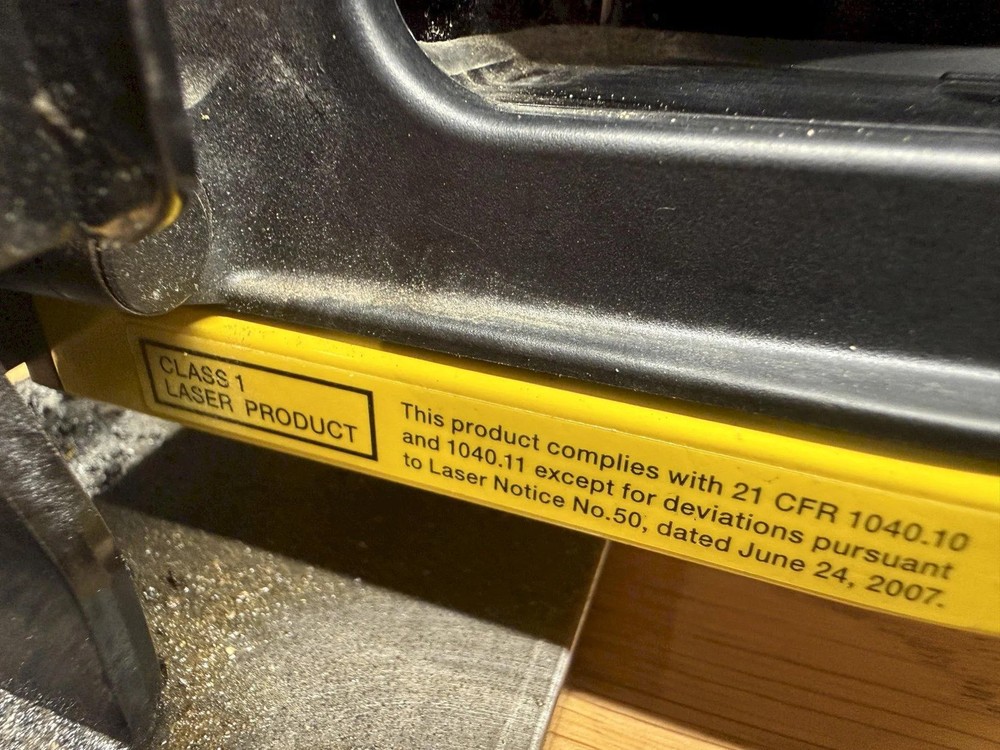 CLASS 1
LASER PRODUCT
This product complies with 21 CFR 1040.10
and 1040.11 except for deviations pursuant
to Laser Notice No.50, dated June 24, 2007.